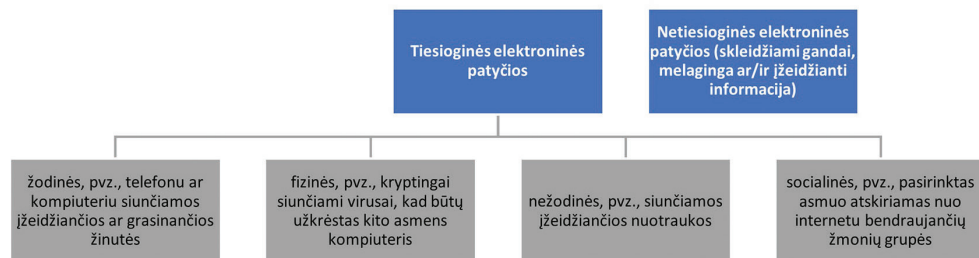 Tiesioginės elektroninės
patyčios
Netiesioginės elektroninės
patyčios (skleidžiami gandai,
melaginga ar/ir įžeidžianti
informacija)
žodinės, pvz., telefonu ar
kompiuteriu siunčiamos
įžeidžiančios ar grasinančios
žinutės
fizinės, pvz., kryptingai
siunčiami virusai, kad būtų
užkrėstas kito asmens
kompiuteris
nežodinės, pvz., siunčiamos
įžeidžiančios nuotraukos
socialinės, pvz., pasirinktas
asmuo atskiriamas nuo
internetu bendraujančių
žmonių grupės